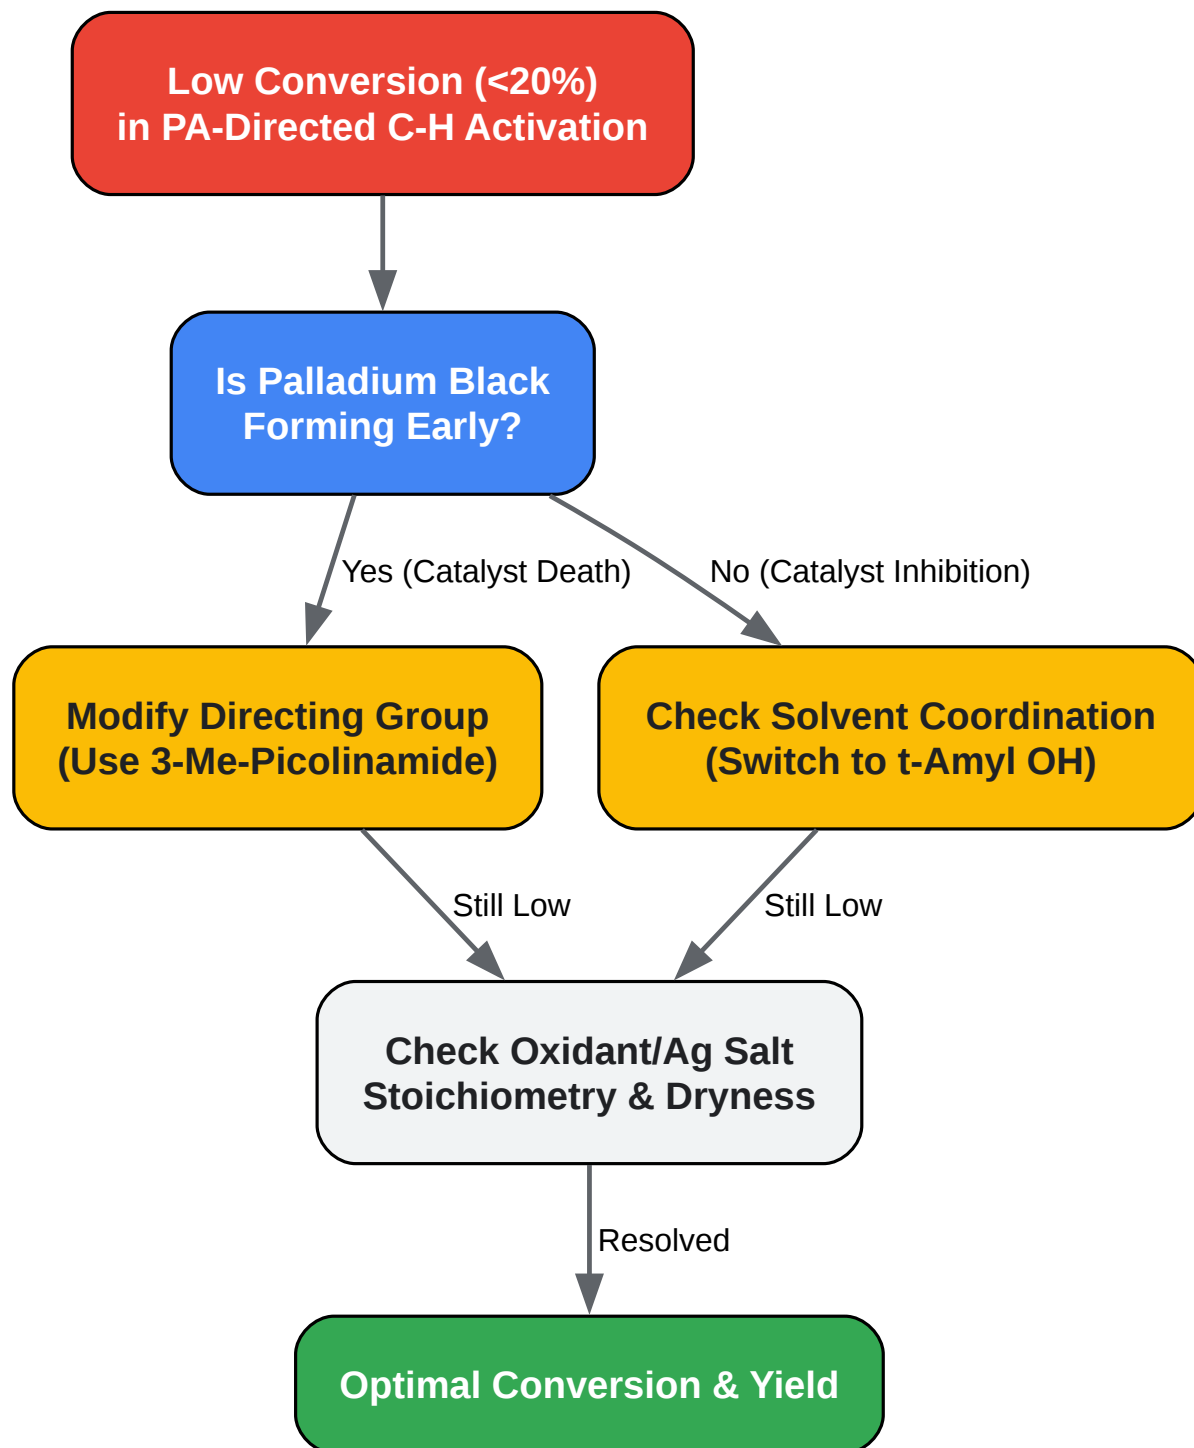 Low Conversion (<20%)
in PA-Directed C-H Activation
Is Palladium Black
Forming Early?
Yes (Catalyst Death)
No (Catalyst Inhibition)
Modify Directing Group
(Use 3-Me-Picolinamide)
Check Solvent Coordination
(Switch to t-Amyl OH)
Still Low
Still Low
Check Oxidant/Ag Salt
Stoichiometry & Dryness
Resolved
Optimal Conversion & Yield